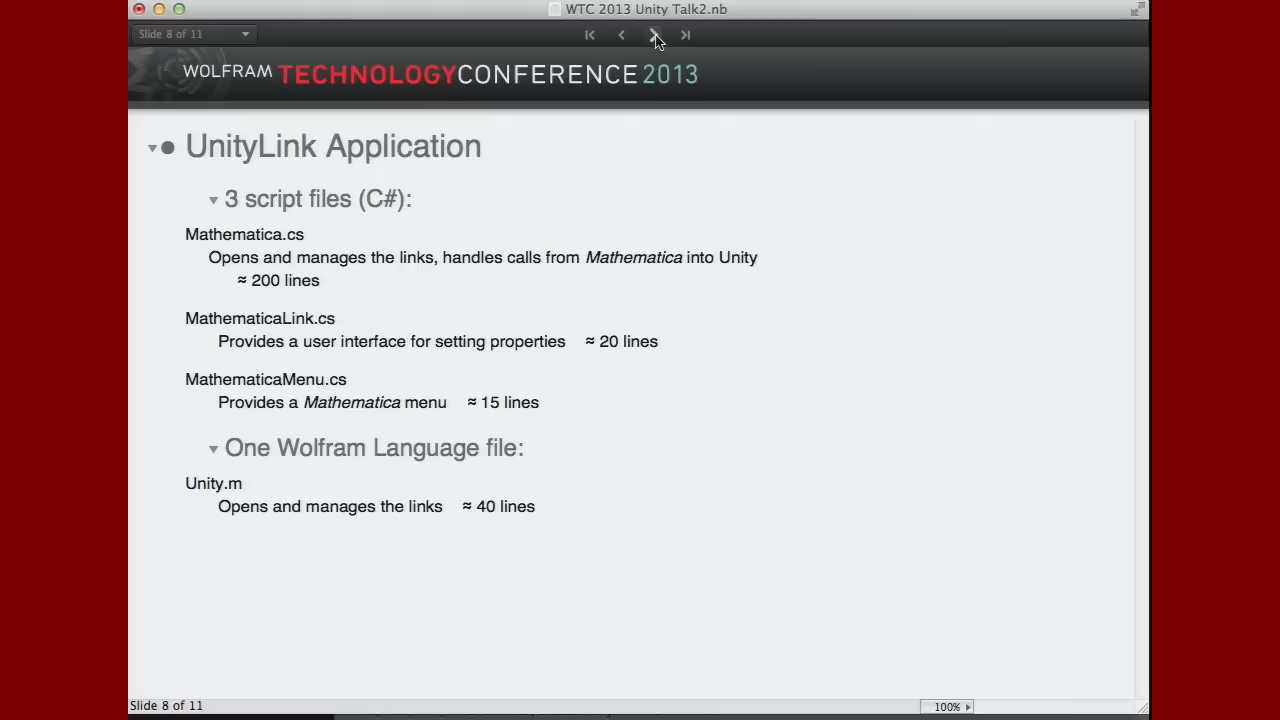 WTC 2013 Unity Talk2.nb
Slide 8 of 11
WOLFRAM TECHNOLOGYCONFERENCE 2013
UnityLink Application
3 script files (C#):
Mathematica.cs
Opens and manages the links, handles calls from Mathematica into Unity
≈ 200 lines
MathematicaLink.cs
Provides a user interface for setting properties ≈ 20 lines
MathematicaMenu.cs
Provides a Mathematica menu ≈ 15 lines
One Wolfram Language file:
Unity.m
Opens and manages the links ≈ 40 lines
Slide 8 of 11 100%